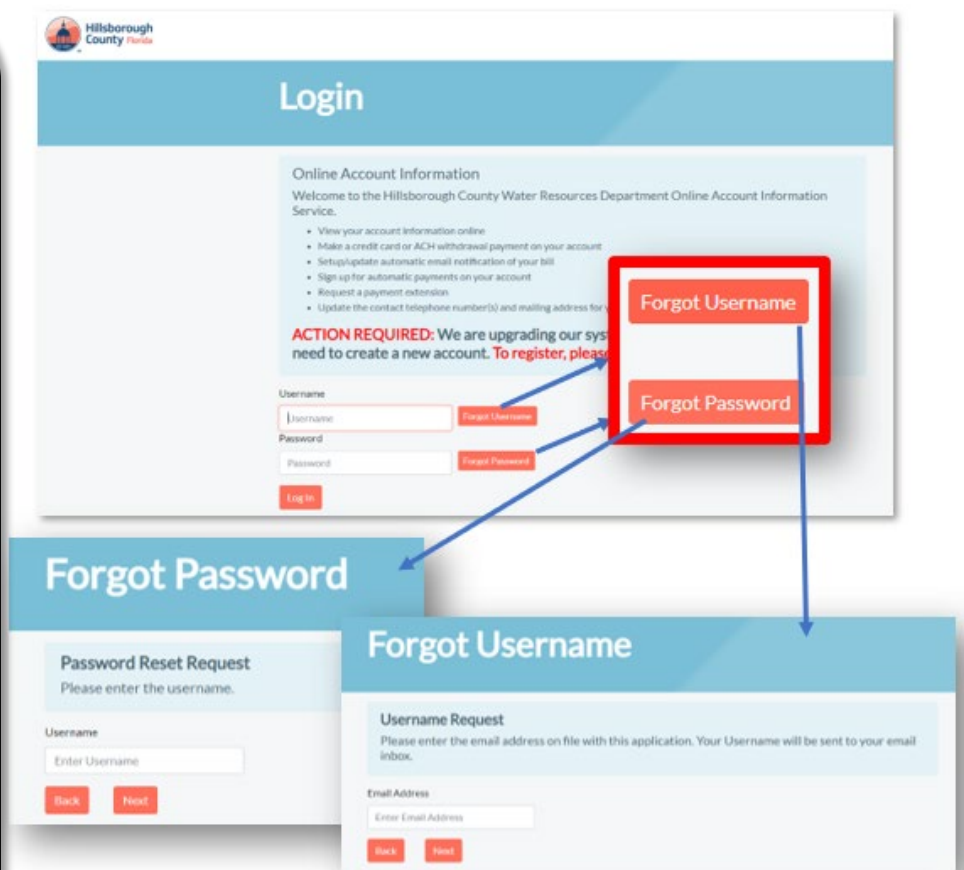 Hillsborough
County Florida
Login
Online Account Information
Welcome to the Hillsborough County Water Resources Department Online Account Information
Service.
• View your account information online
• Make a credit card or ACH withdrawal payment on your account
• Setup/update automatic email notification of your bill
• Sign up for automatic payments on your account
• Request a payment extension
• Update the contact telephone number(s) and mailing address for
ACTION REQUIRED: We are upgrading our
need to create a new account. To register,
Forgot Username
Forgot Password
Username
Username
Forgot Username
Password
Password
Forgot Password
Log In
Forgot Password
Password Reset Request
Please enter the username.
Username
Enter Username
Back
Next
Forgot Username
Username Request
Please enter the email address on file with this application. Your Username will be sent to your email
inbox.
Email Address
Enter Email Address
Back
Next